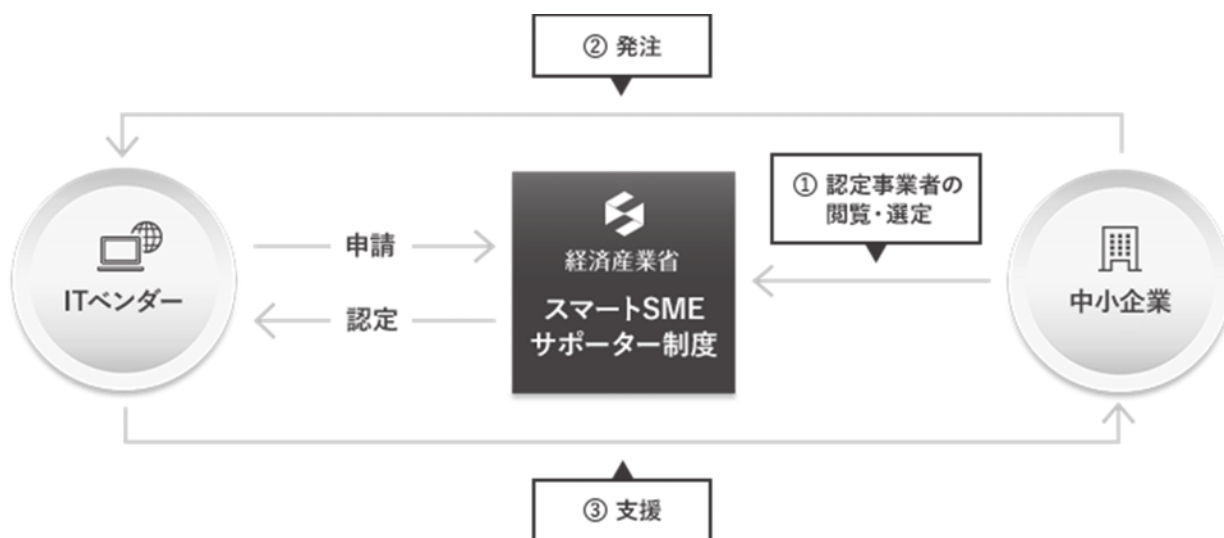 ② 発注
① 認定事業者の
閲覧・選定
ITベンダー
申請
認定
経済産業省
スマートSME
サポーター制度
中小企業
③ 支援